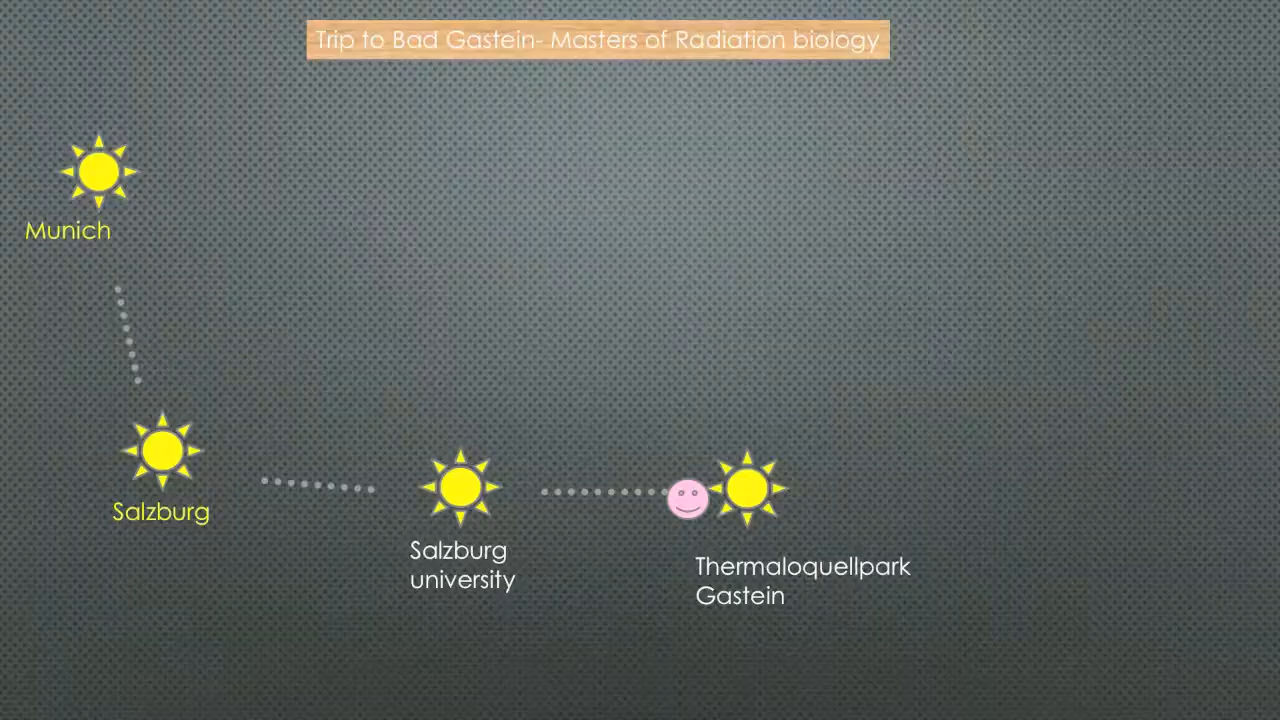 Trip to Bad Gastein- Masters of Radiation biology
Munich
Salzburg
Salzburg
university
Thermaloquellpark
Gastein